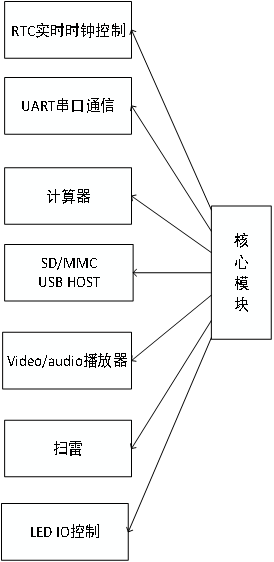 RTC实时时钟控制
UART串口通信
计算器
SD/MMC
USB HOST
Video/audio播放器
扫雷
LED IO控制
核
心
模
块